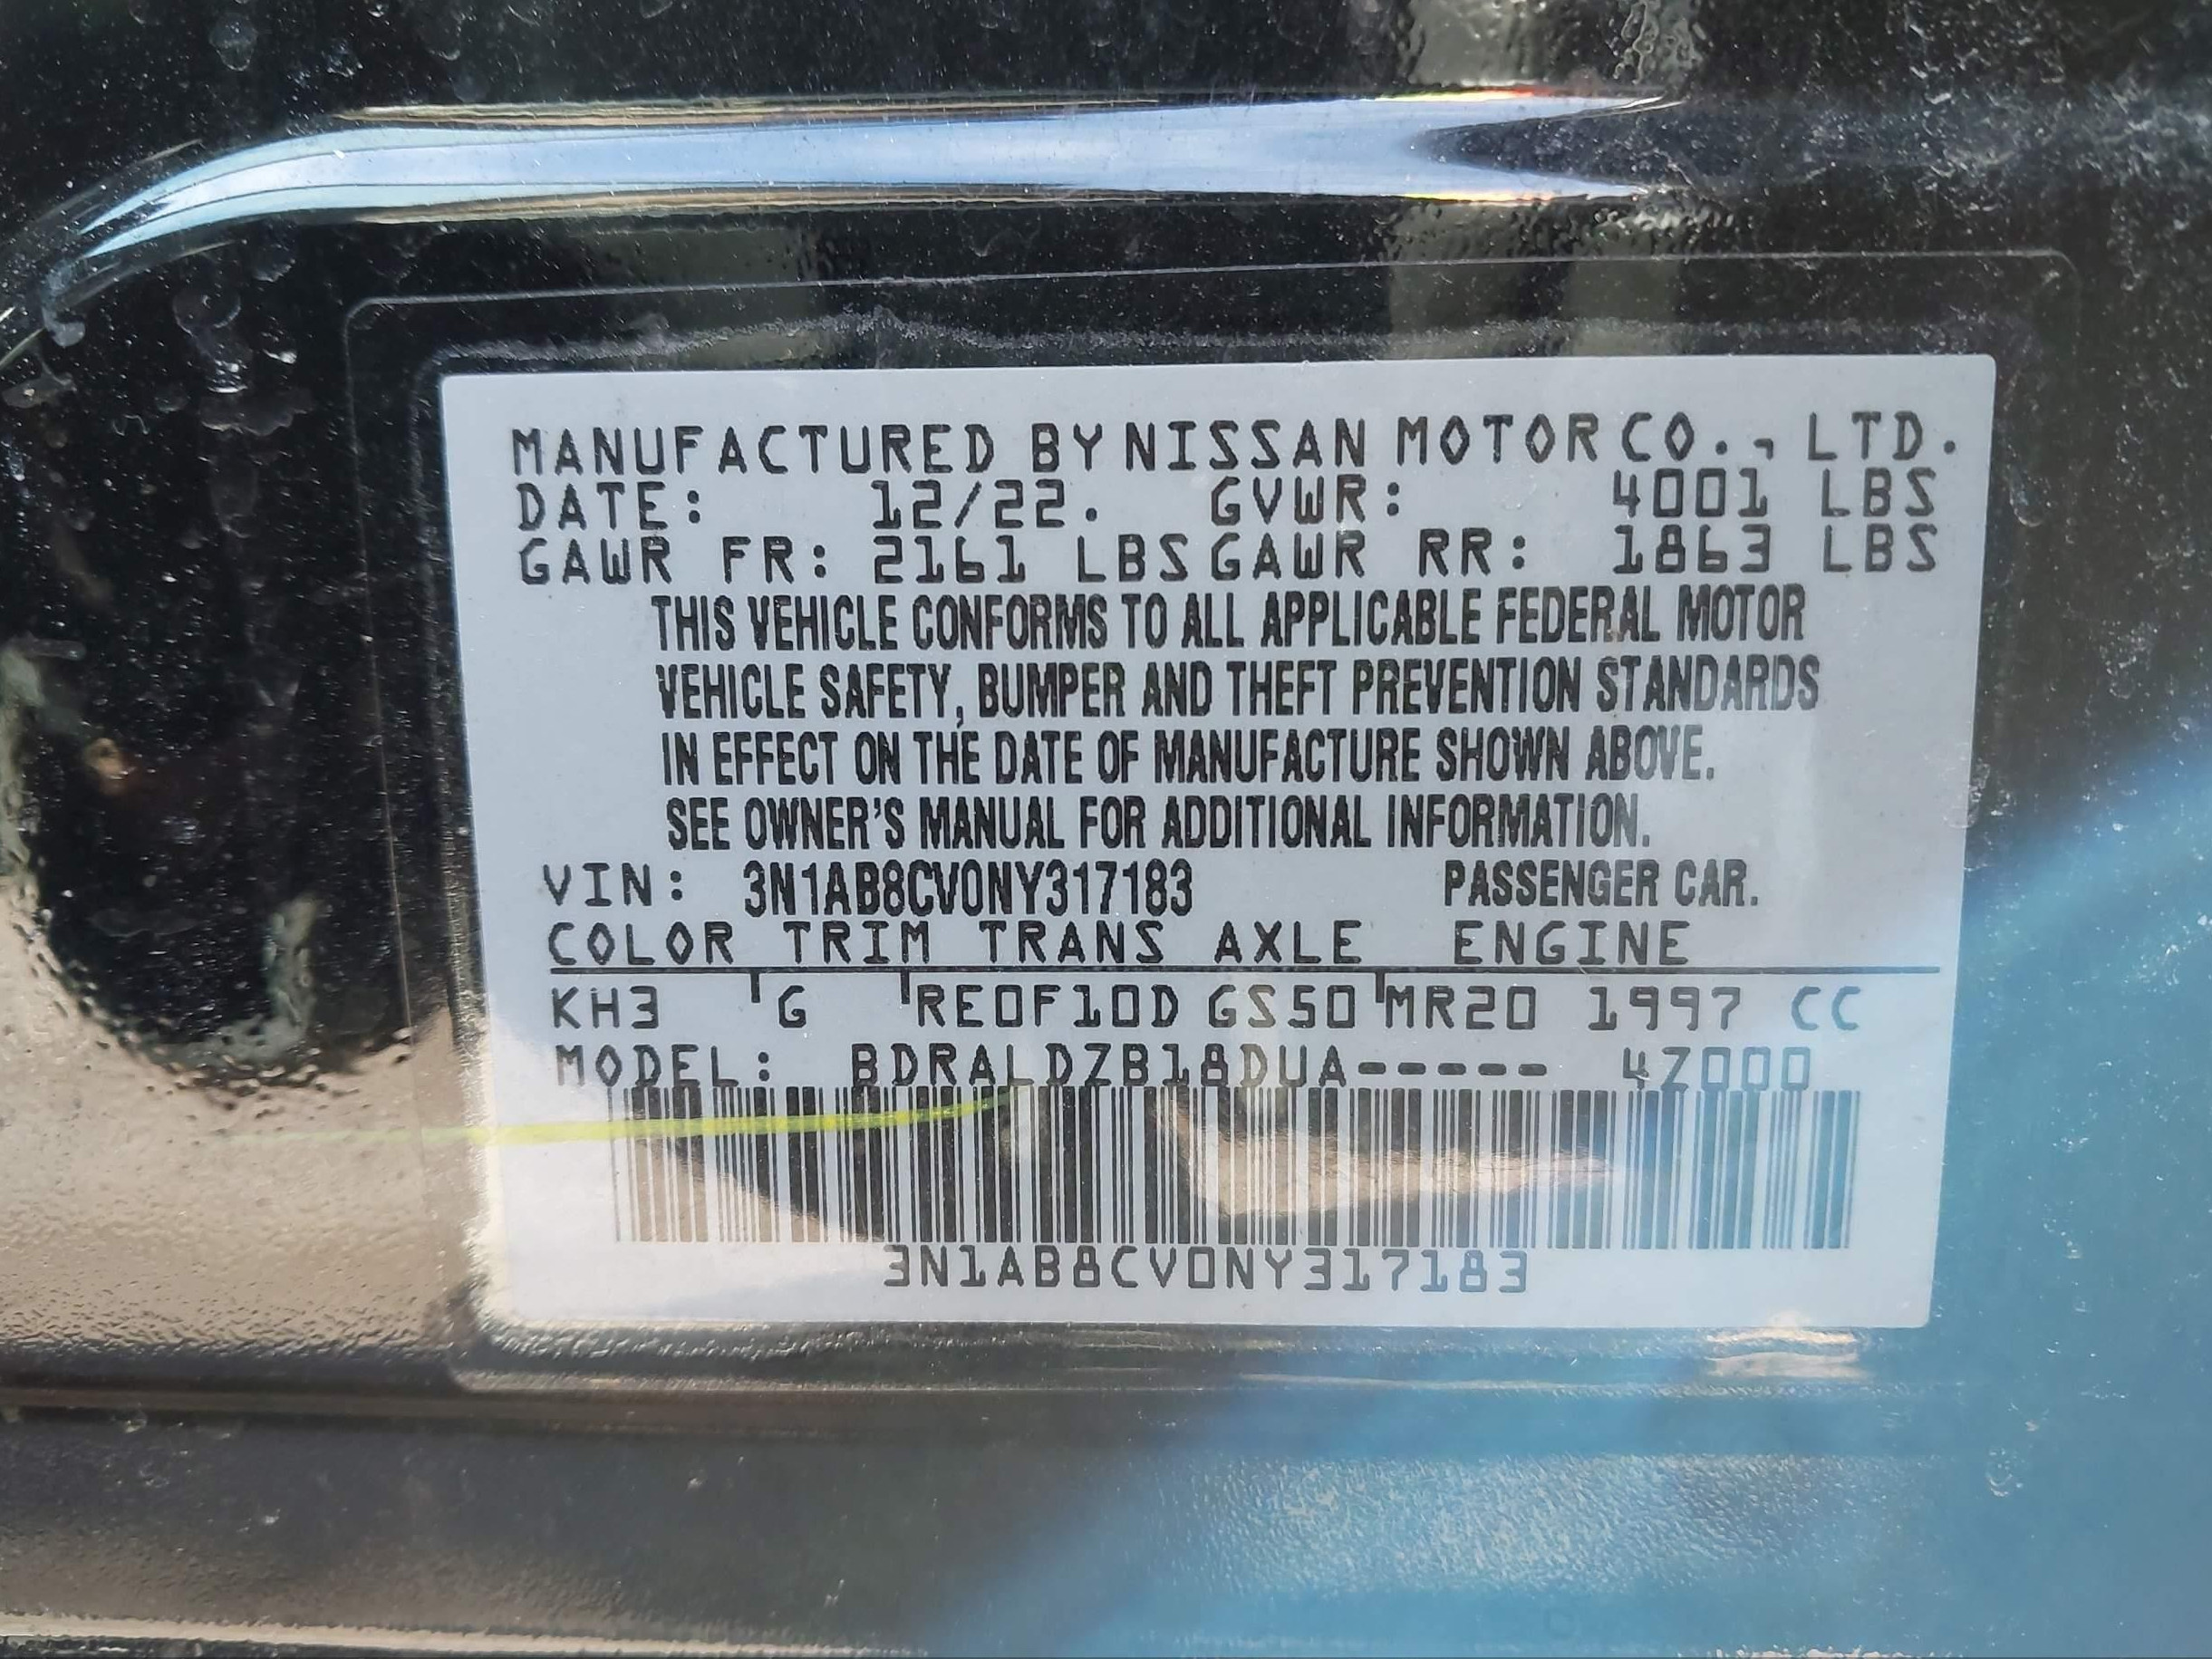 MANUFACTURED BY NISSAN MOTOR CO., LTD.
DATE: 12/22. GVWR: 4001 LBS
GAWR FR: 2161 LBS GAWR RR: 1863 LBS
THIS VEHICLE CONFORMS TO ALL APPLICABLE FEDERAL MOTOR
VEHICLE SAFETY, BUMPER AND THEFT PREVENTION STANDARDS
IN EFFECT ON THE DATE OF MANUFACTURE SHOWN ABOVE.
SEE OWNER'S MANUAL FOR ADDITIONAL INFORMATION.
VIN: 3N1AB8CV0NY317183 PASSENGER CAR.
COLOR TRIM TRANS AXLE ENGINE
KH3 G RE0F10D GS50 MR20 1997 CC
MODEL: BDRALDZB18DUA----- 4Z000
3N1AB8CV0NY317183